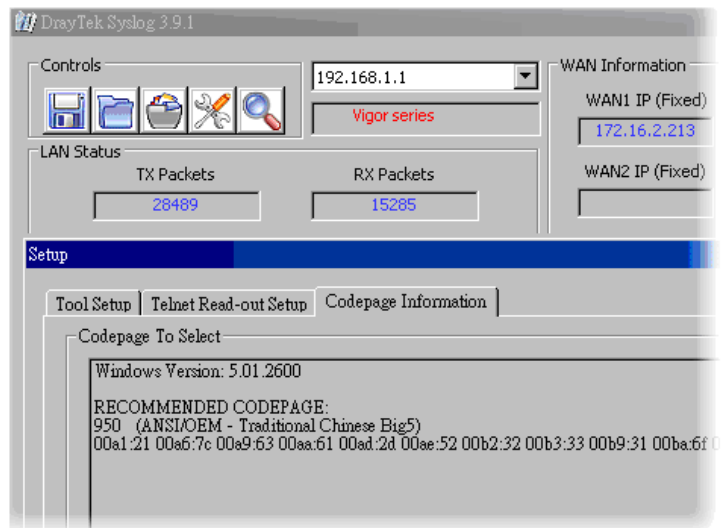 DrayTek Syslog 3.9.1
Controls
192.168.1.1
Vigor series
WAN Information
WAN1 IP (Fixed)
172.16.2.213
WAN2 IP (Fixed)
LAN Status
TX Packets
RX Packets
28489
15285
Setup
Tool Setup
Telnet Read-out Setup
Codepage Information
Codepage To Select
Windows Version: 5.01.2600
RECOMMENDED CODEPAGE:
950 (ANSI/OEM - Traditional Chinese Big5)
00a1:21 00a6:7c 00a9:63 00aa:61 00ad:2d 00ae:52 00b2:32 00b3:33 00b9:31 00ba:6f